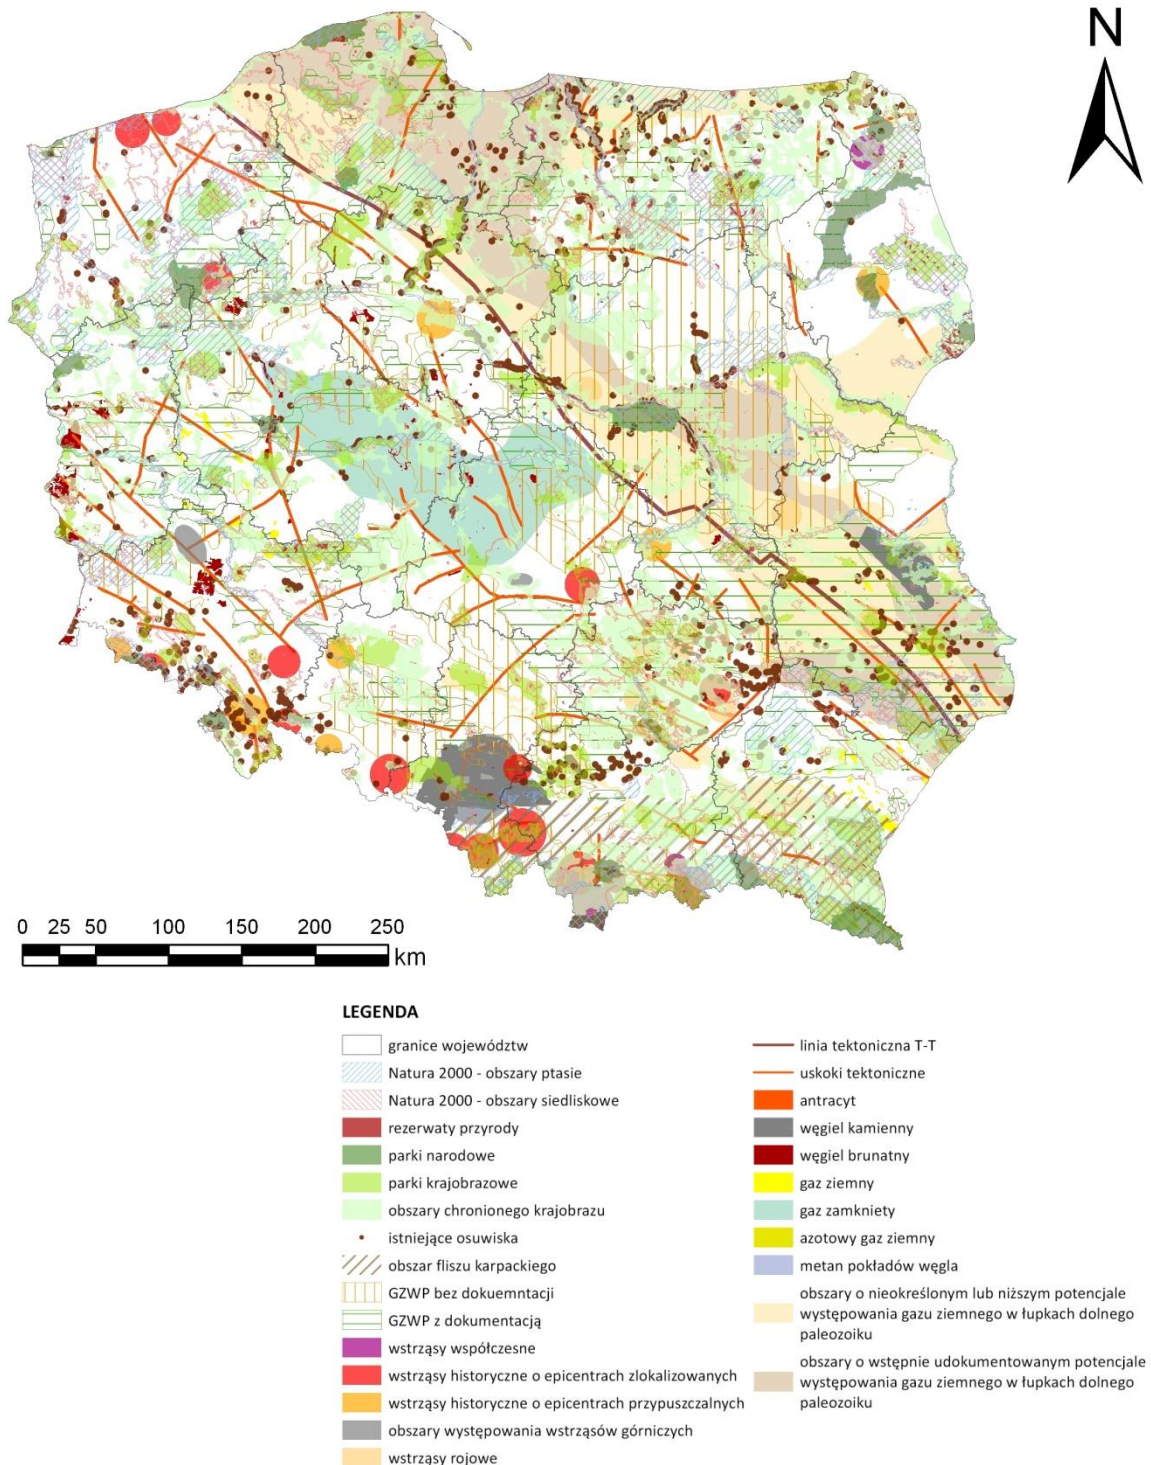 N
0 25 50 100 150 200 250
km
LEGENDA
granice województw
Natura 2000 - obszary ptasie
Natura 2000 - obszary siedliskowe
rezerwaty przyrody
parki narodowe
parki krajobrazowe
obszary chronionego krajobrazu
istniejące osuwiska
obszar fliszu karpackiego
GZWP bez dokuemntacji
GZWP z dokumentacją
wstrząsy współczesne
wstrząsy historyczne o epicentrach zlokalizowanych
wstrząsy historyczne o epicentrach przypuszczalnych
obszary występowania wstrząsów górniczych
wstrząsy rojowe
linia tektoniczna T-T
uskoki tektoniczne
antracyt
węgiel kamienny
węgiel brunatny
gaz ziemny
gaz zamkniety
azotowy gaz ziemny
metan pokładów węgla
obszary o nieokreślonym lub niższym potencjale
występowania gazu ziemnego w łupkach dolnego
paleozoiku
obszary o wstępnie udokumentowanym potencjale
występowania gazu ziemnego w łupkach dolnego
paleozoiku